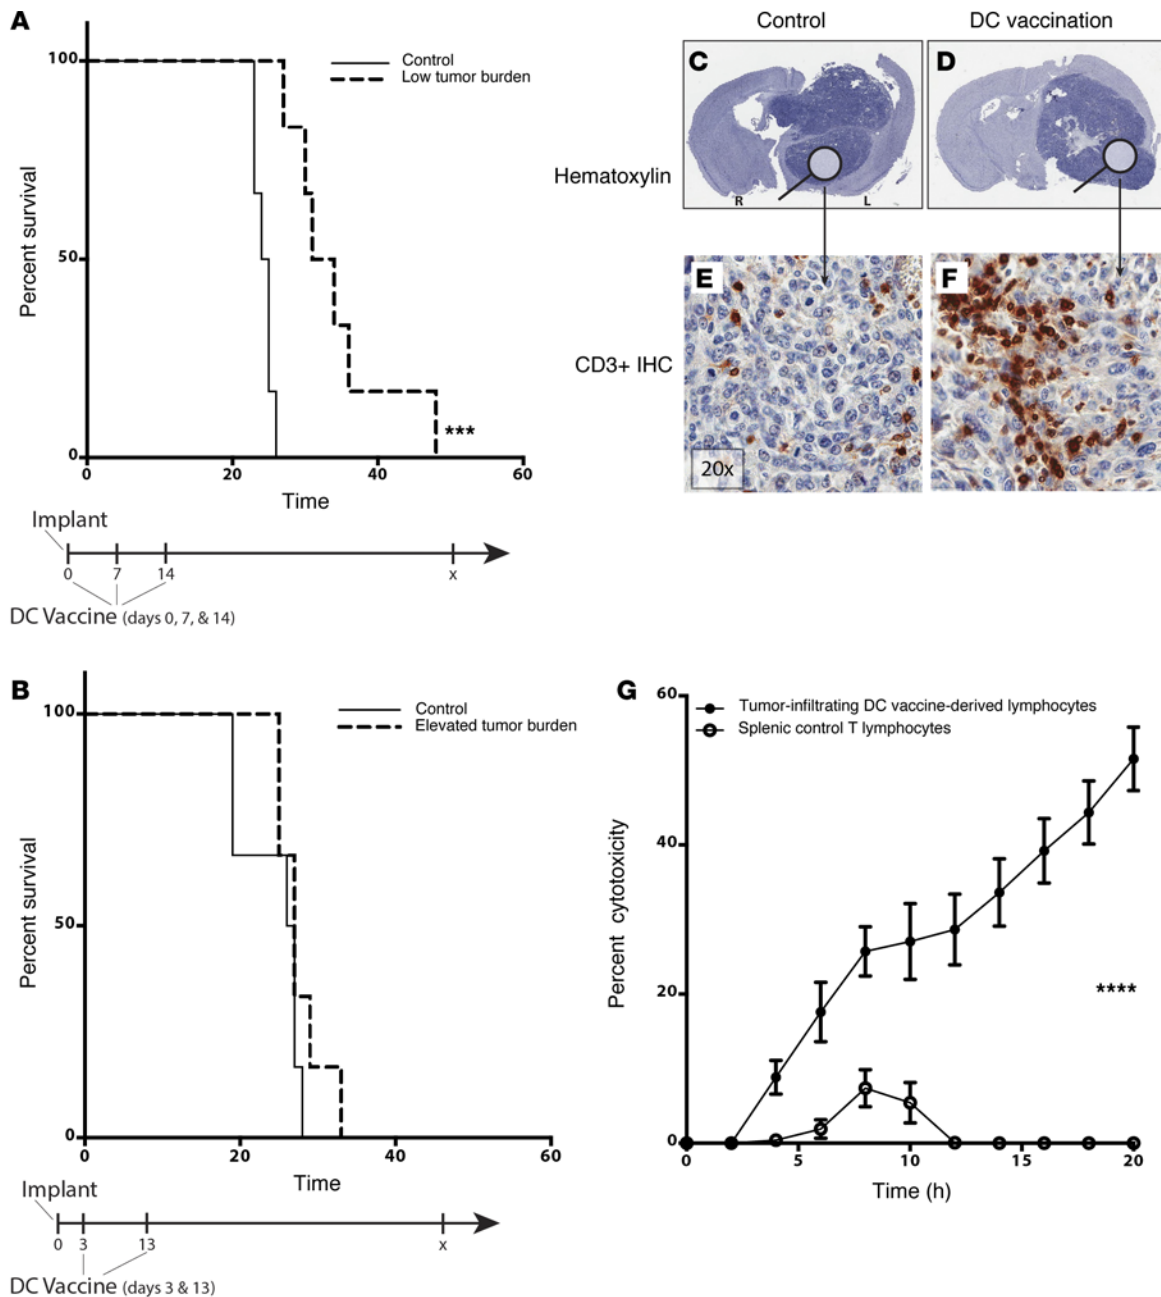 A
100
50
0
Percent survival
Control
Low tumor burden
***
0
20
40
60
Time
Implant
0
7
14
x
DC Vaccine (days 0, 7, & 14)
Control
DC vaccination
Hematoxylin
C
R
L
D
CD3+ IHC
E
20x
F
B
100
50
0
Percent survival
Control
Elevated tumor burden
0
20
40
60
Time
Implant
0
3
13
x
DC Vaccine (days 3 & 13)
G
60
40
20
0
Percent cytotoxicity
Tumor-infiltrating DC vaccine-derived lymphocytes
Splenic control T lymphocytes
****
0
5
10
15
20
Time (h)